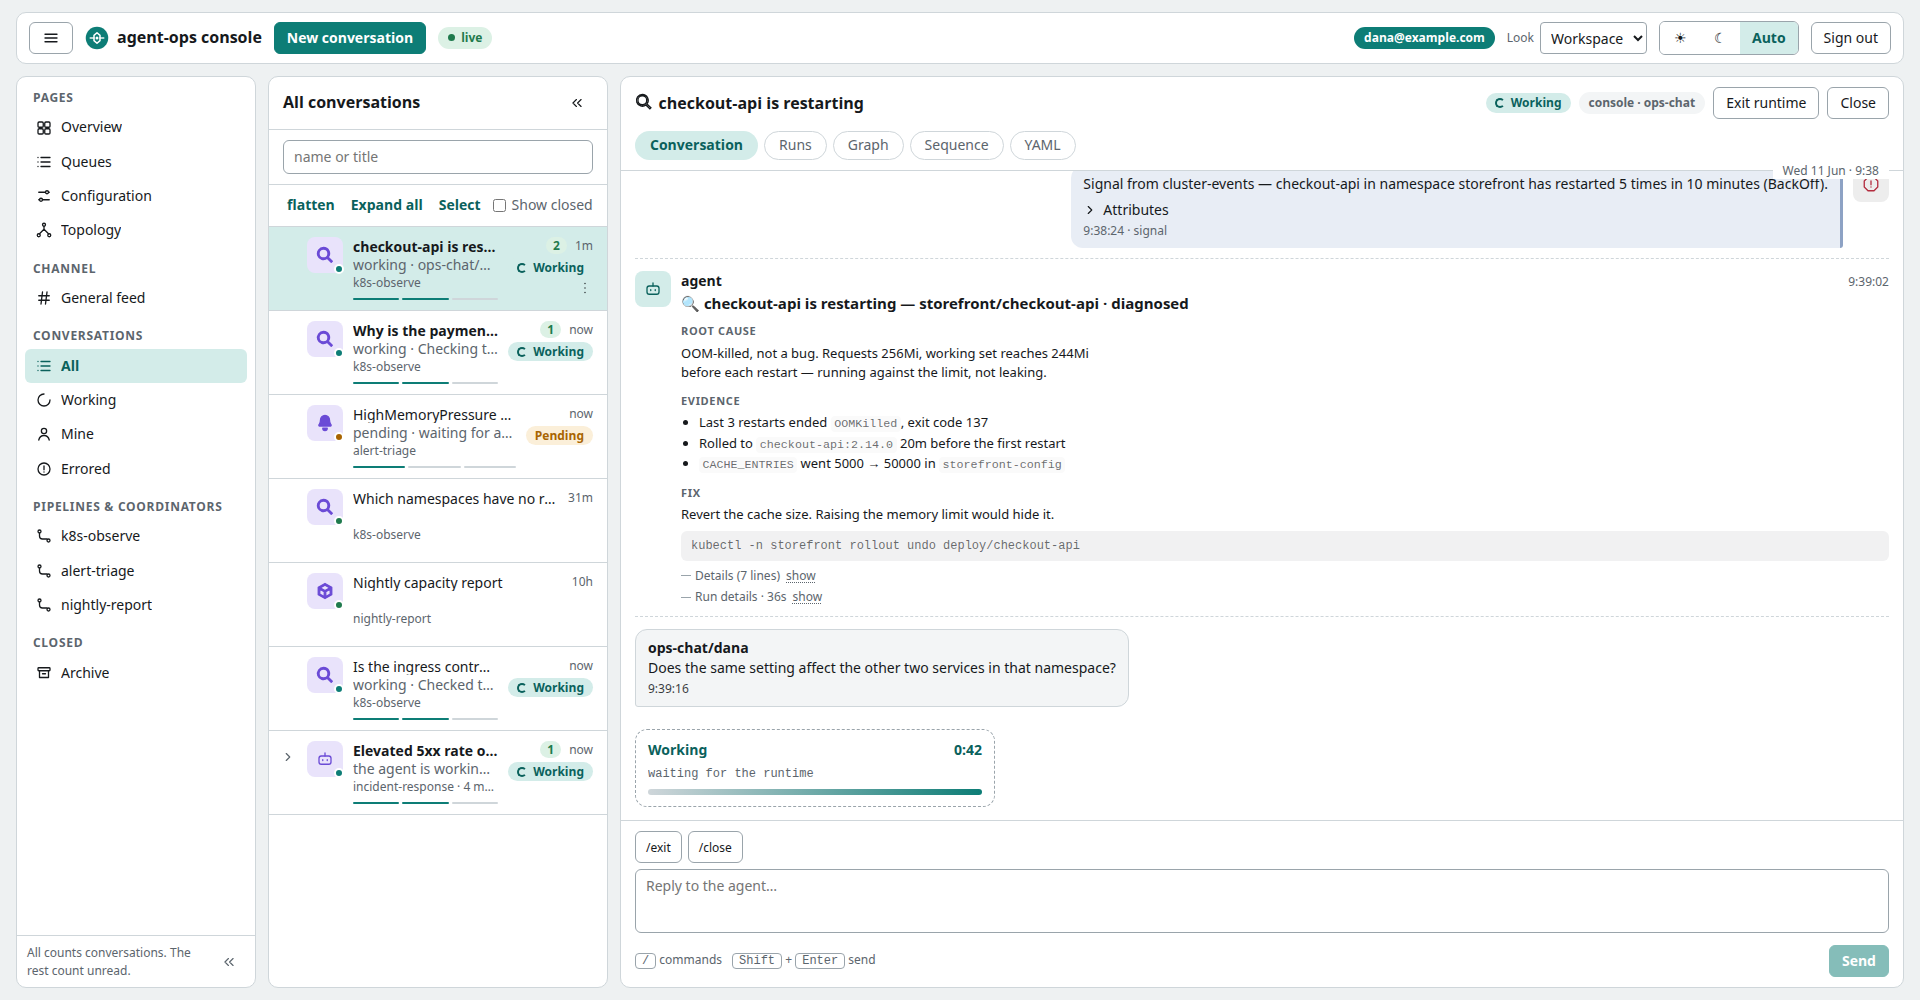 agent-ops console
New conversation
live
dana@example.com
Look
Workspace
Auto
Sign out
PAGES
Overview
Queues
Configuration
Topology
CHANNEL
General feed
CONVERSATIONS
All
Working
Mine
Errored
PIPELINES & COORDINATORS
k8s-observe
alert-triage
nightly-report
CLOSED
Archive
All counts conversations. The
rest count unread.
All conversations
name or title
flatten Expand all Select Show closed
checkout-api is res... 2 1m
working · ops-chat/... Working
k8s-observe
Why is the paymen... 1 now
working · Checking t... Working
k8s-observe
HighMemoryPressure ... now
pending · waiting for a... Pending
alert-triage
Which namespaces have no r... 31m
k8s-observe
Nightly capacity report 10h
nightly-report
Is the ingress contr... now
working · Checked t... Working
k8s-observe
Elevated 5xx rate o... 1 now
the agent is workin... Working
incident-response · 4 m...
checkout-api is restarting
Working
console · ops-chat
Exit runtime
Close
Conversation Runs Graph Sequence YAML
Wed 11 Jun · 9:38
Signal from cluster-events — checkout-api in namespace storefront has restarted 5 times in 10 minutes (BackOff).
Attributes
9:38:24 · signal
agent 9:39:02
🔍 checkout-api is restarting — storefront/checkout-api · diagnosed
ROOT CAUSE
OOM-killed, not a bug. Requests 256Mi, working set reaches 244Mi
before each restart — running against the limit, not leaking.
EVIDENCE
• Last 3 restarts ended OOMKilled, exit code 137
• Rolled to checkout-api:2.14.0 20m before the first restart
• CACHE_ENTRIES went 5000 → 50000 in storefront-config
FIX
Revert the cache size. Raising the memory limit would hide it.
kubectl -n storefront rollout undo deploy/checkout-api
— Details (7 lines) show
— Run details · 36s show
ops-chat/dana
Does the same setting affect the other two services in that namespace?
9:39:16
Working 0:42
waiting for the runtime
/exit /close
Reply to the agent...
/ commands Shift + Enter send
Send